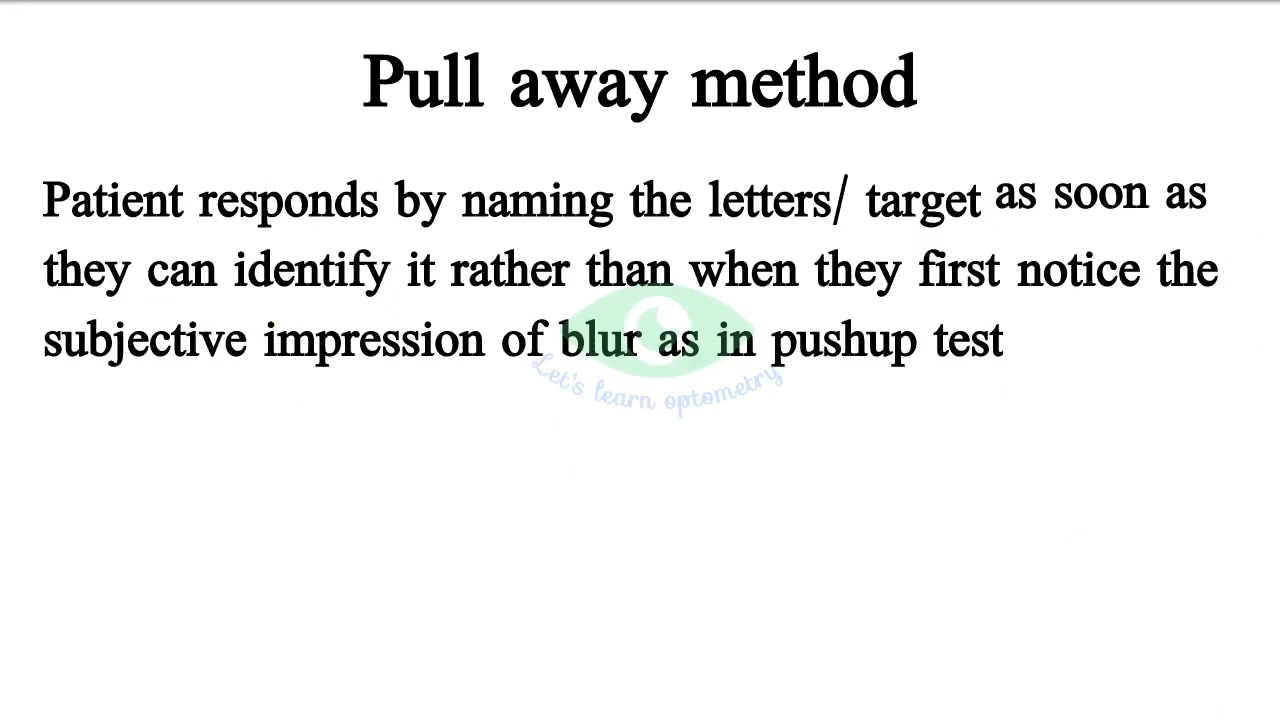 Pull away method
Patient responds by naming the letters/ target as soon as
they can identify it rather than when they first notice the
subjective impression of blur as in pushup test
Let's learn optometry